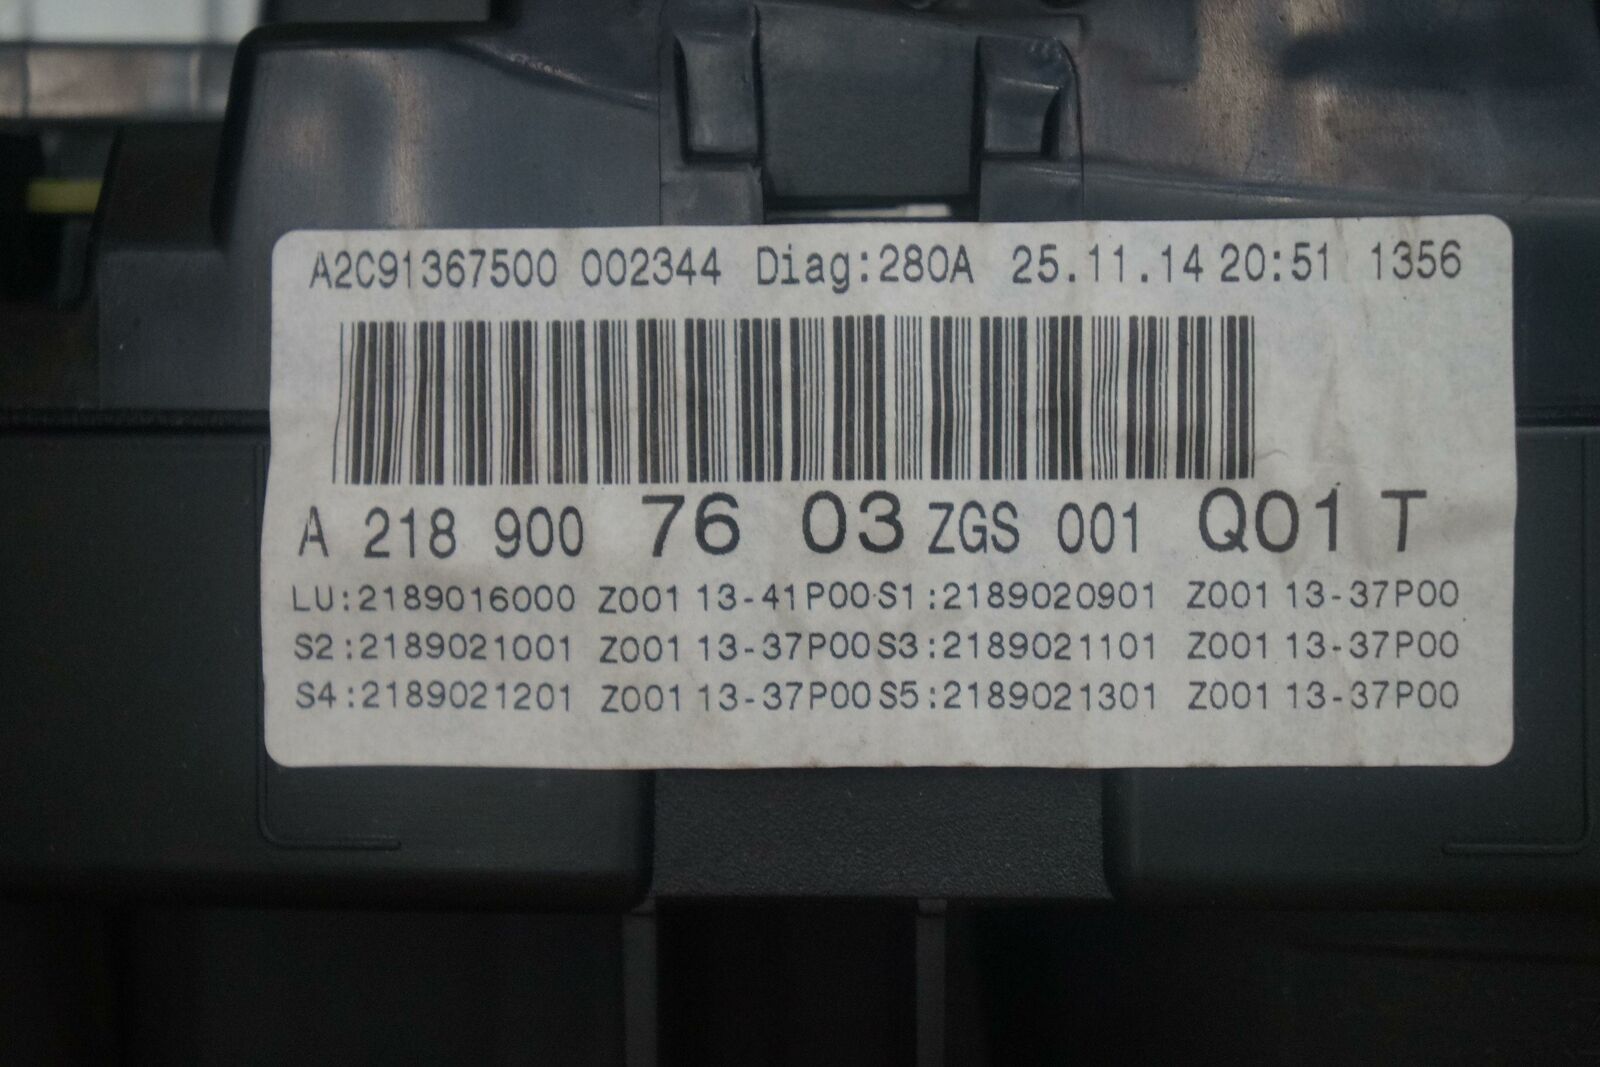 A2C91367500 002344 Diag:280A 25.11.14 20:51 1356
A 218 900 76 03 ZGS 001 Q01 T
LU:2189016000 Z001 13-41P00 S1:2189020901 Z001 13-37P00
S2:2189021001 Z001 13-37P00 S3:2189021101 Z001 13-37P00
S4:2189021201 Z001 13-37P00 S5:2189021301 Z001 13-37P00